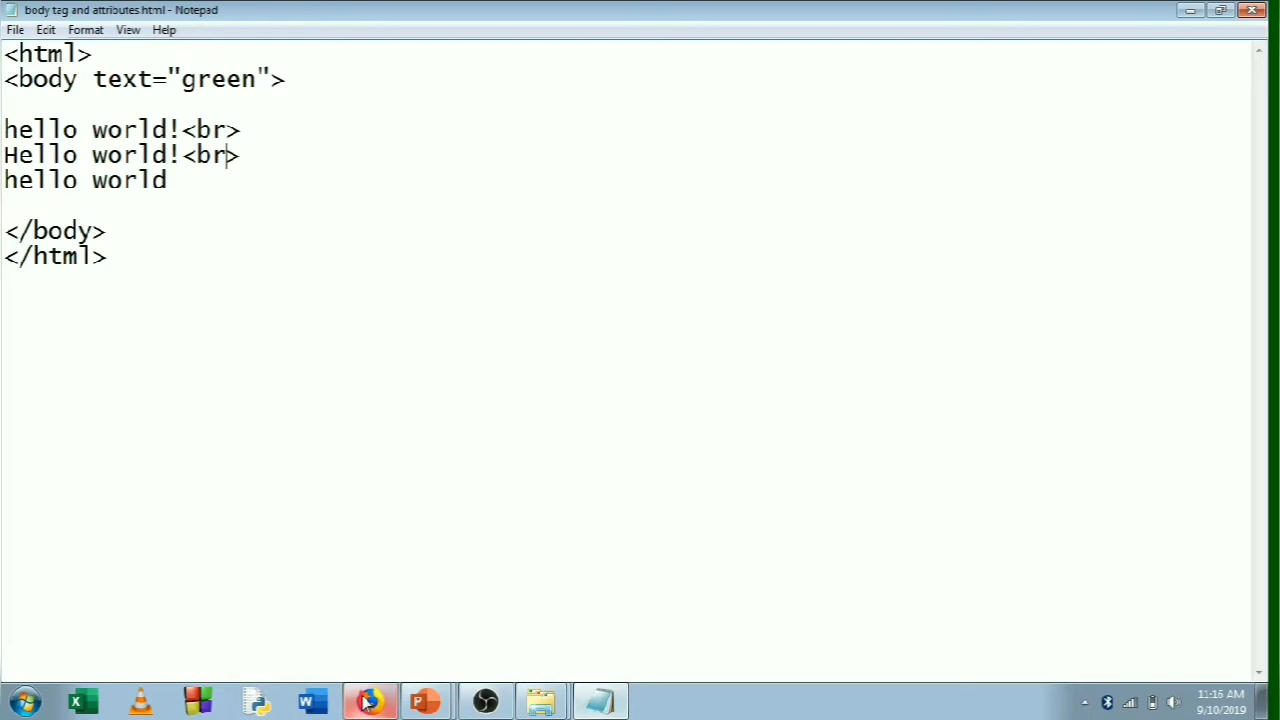 body tag and attributes.html - Notepad
File Edit Format View Help
<html>
<body text="green">
hello world!<br>
Hello world!<br>
hello world
</body>
</html>
11:15 AM
9/10/2019